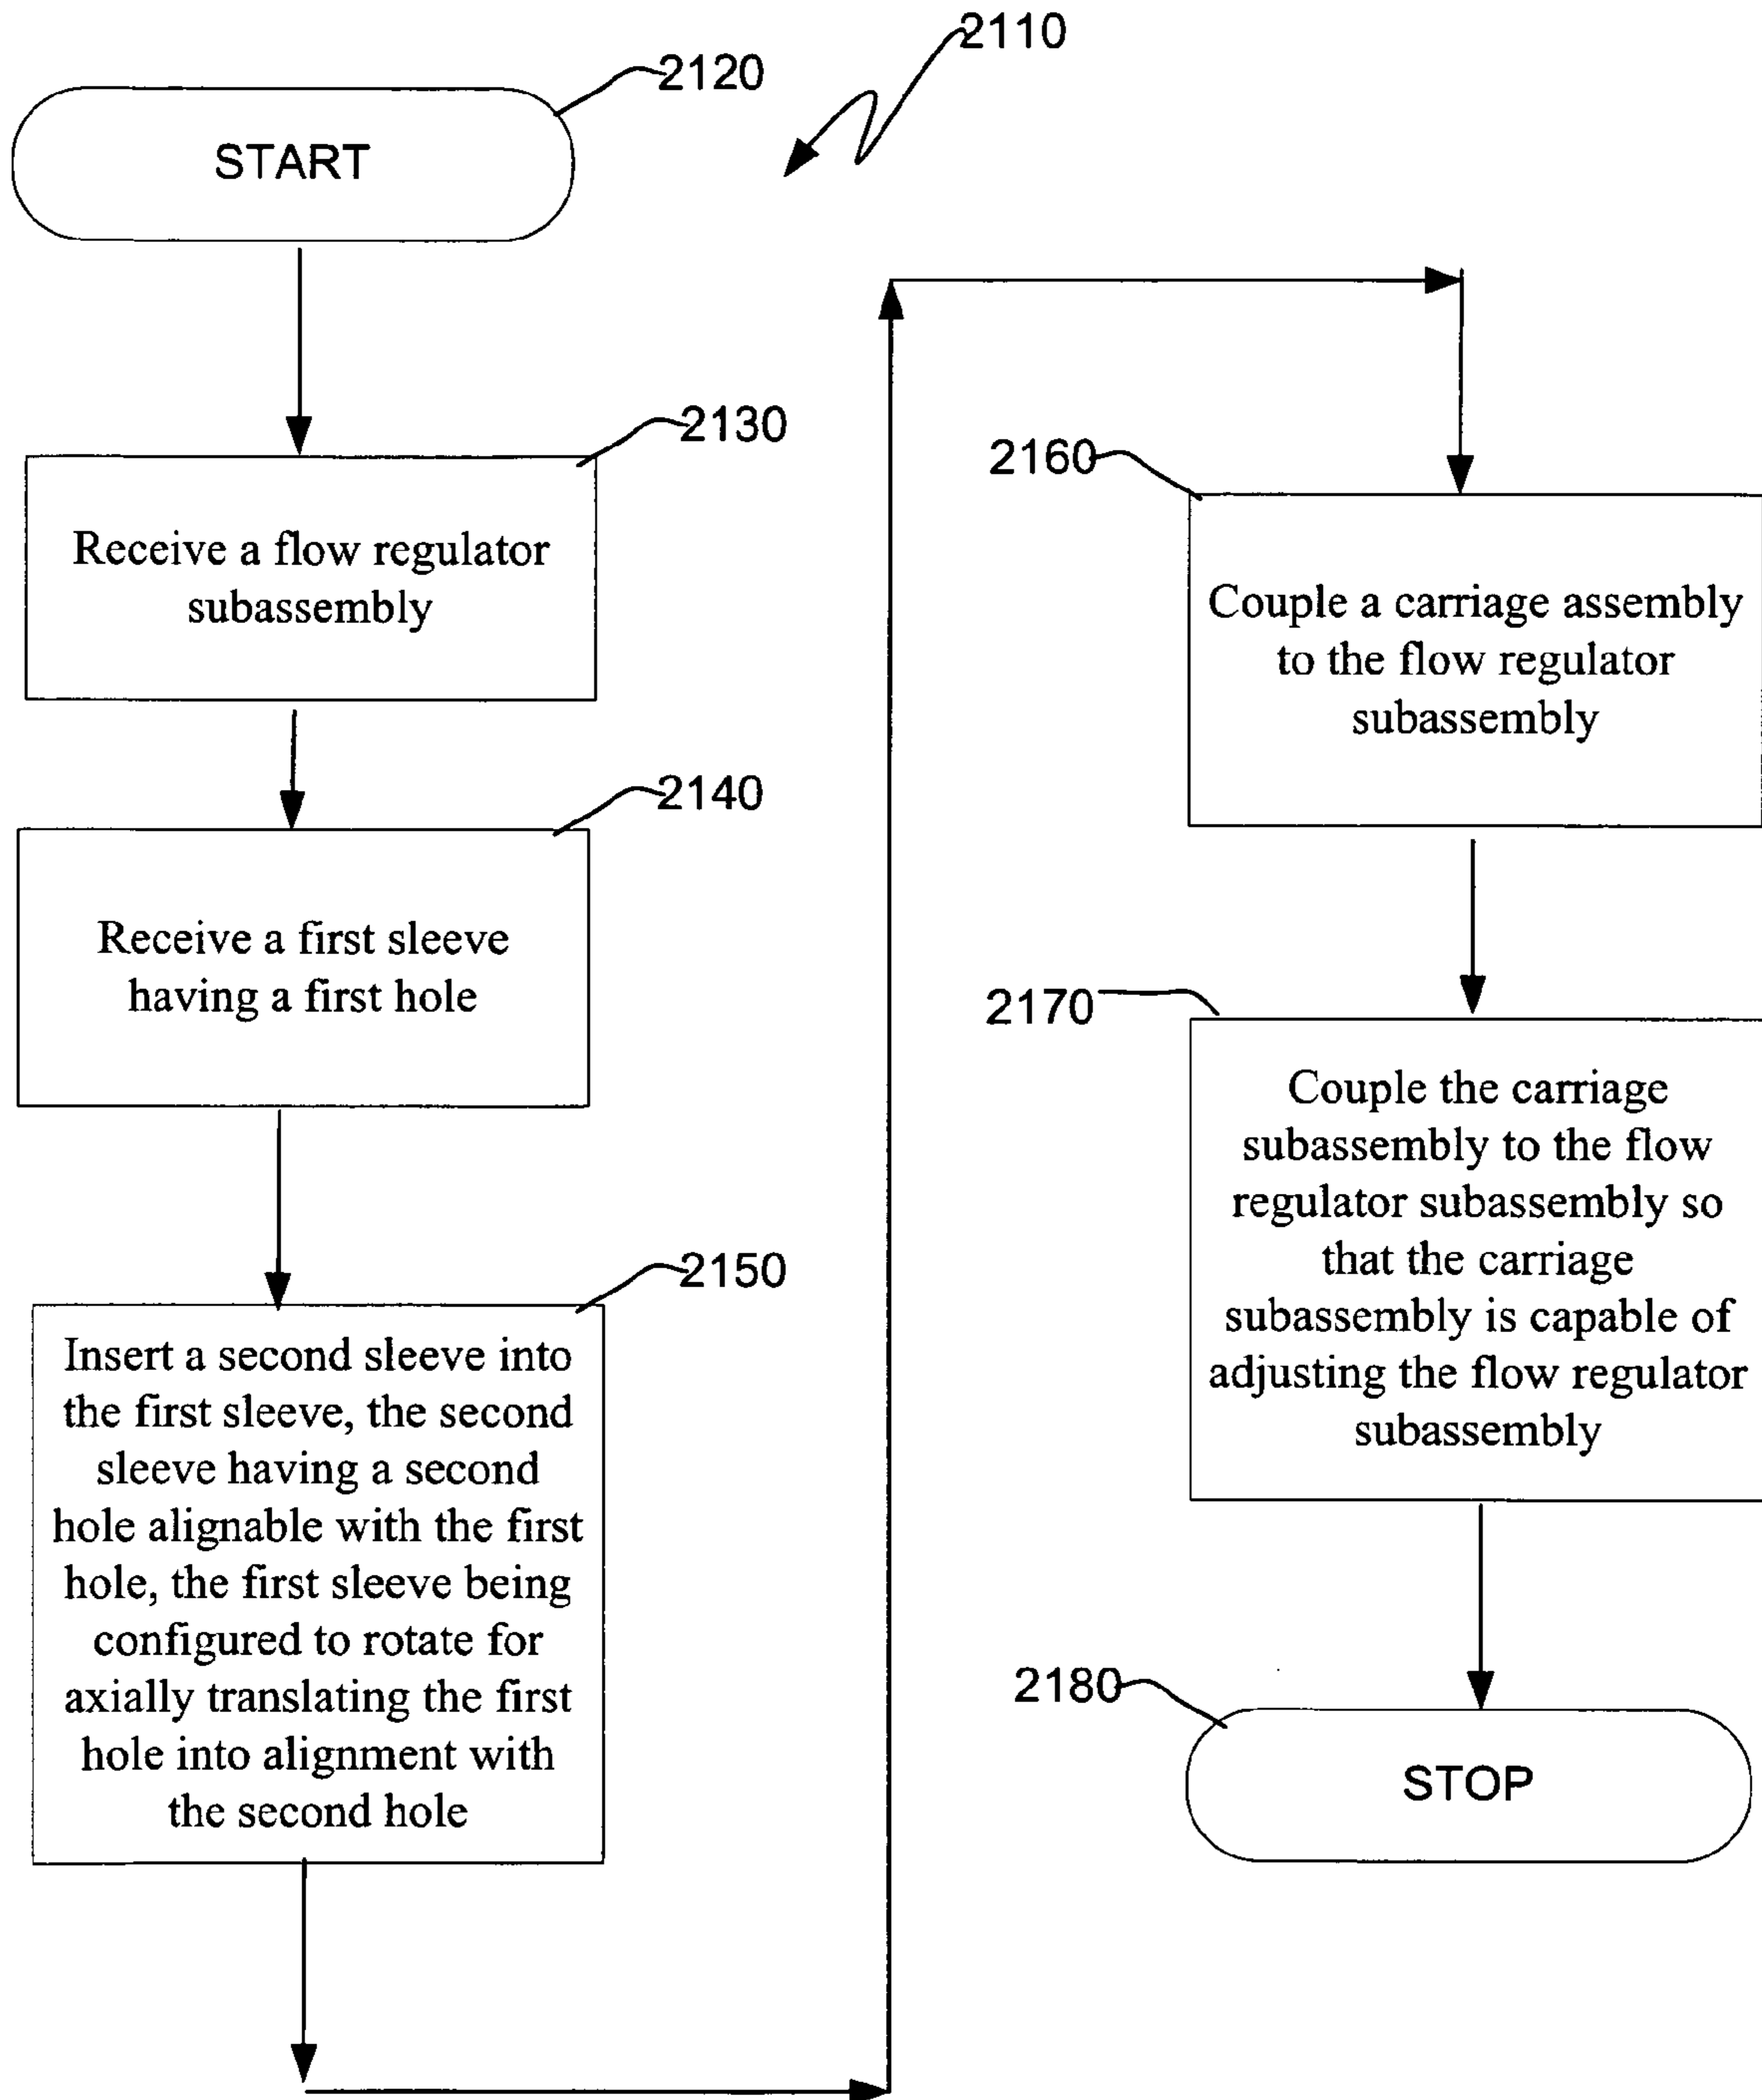 2110
2120
START
2130
Receive a flow regulator
subassembly
2140
Receive a first sleeve
having a first hole
2150
Insert a second sleeve into
the first sleeve, the second
sleeve having a second
hole alignable with the first
hole, the first sleeve being
configured to rotate for
axially translating the first
hole into alignment with
the second hole
2160
Couple a carriage assembly
to the flow regulator
subassembly
2170
Couple the carriage
subassembly to the flow
regulator subassembly so
that the carriage
subassembly is capable of
adjusting the flow regulator
subassembly
2180
STOP